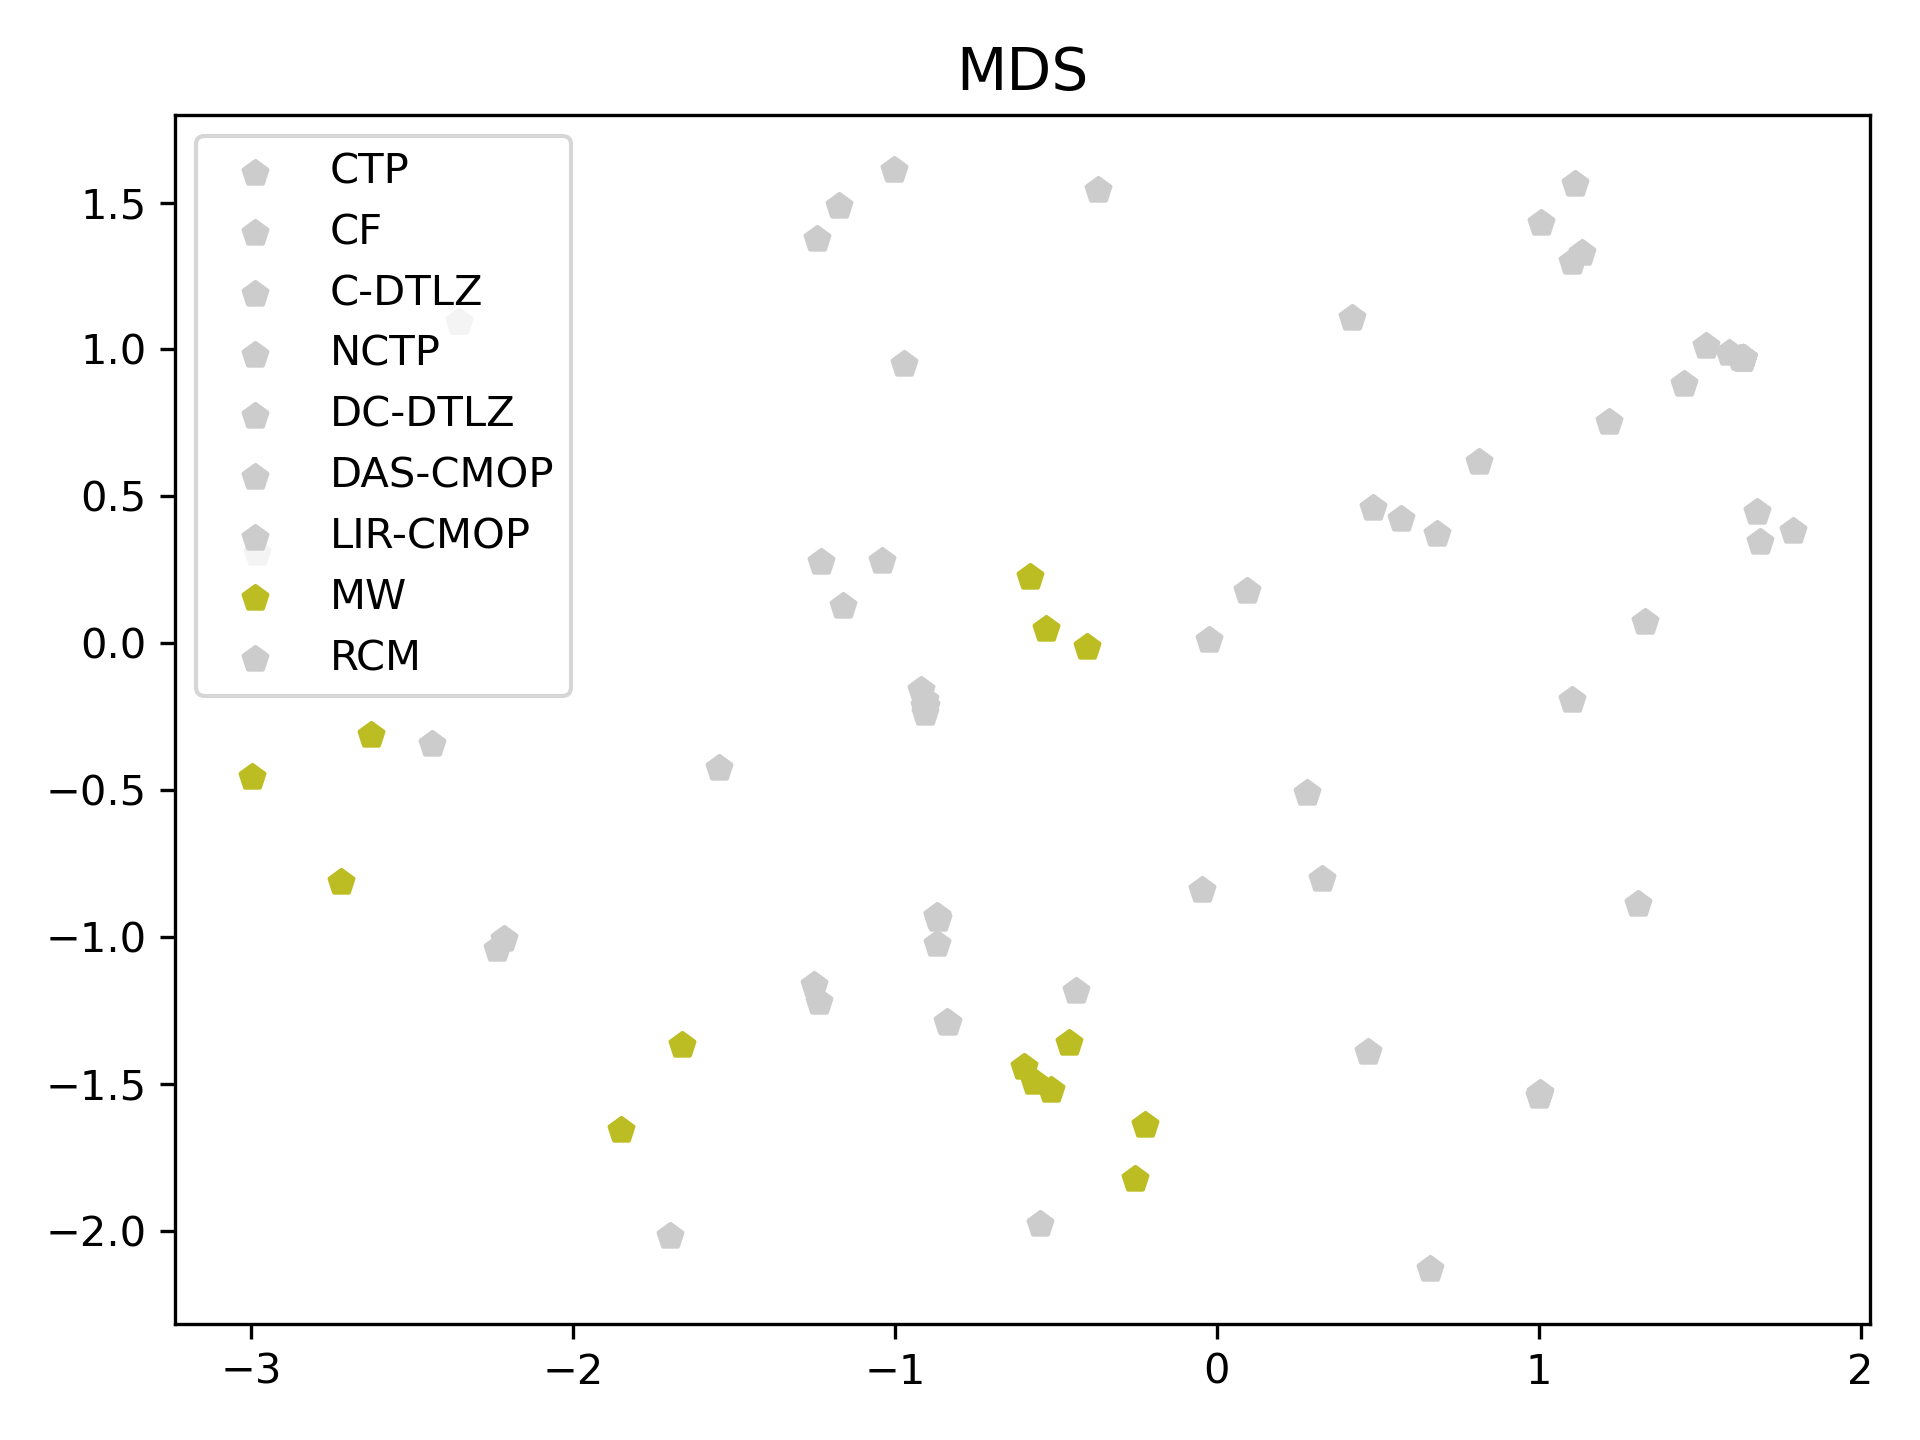 MDS
CTP
CF
C-DTLZ
NCTP
DC-DTLZ
DAS-CMOP
LIR-CMOP
MW
RCM
1.5
1.0
0.5
0.0
−0.5
−1.0
−1.5
−2.0
−3 −2 −1 0 1 2